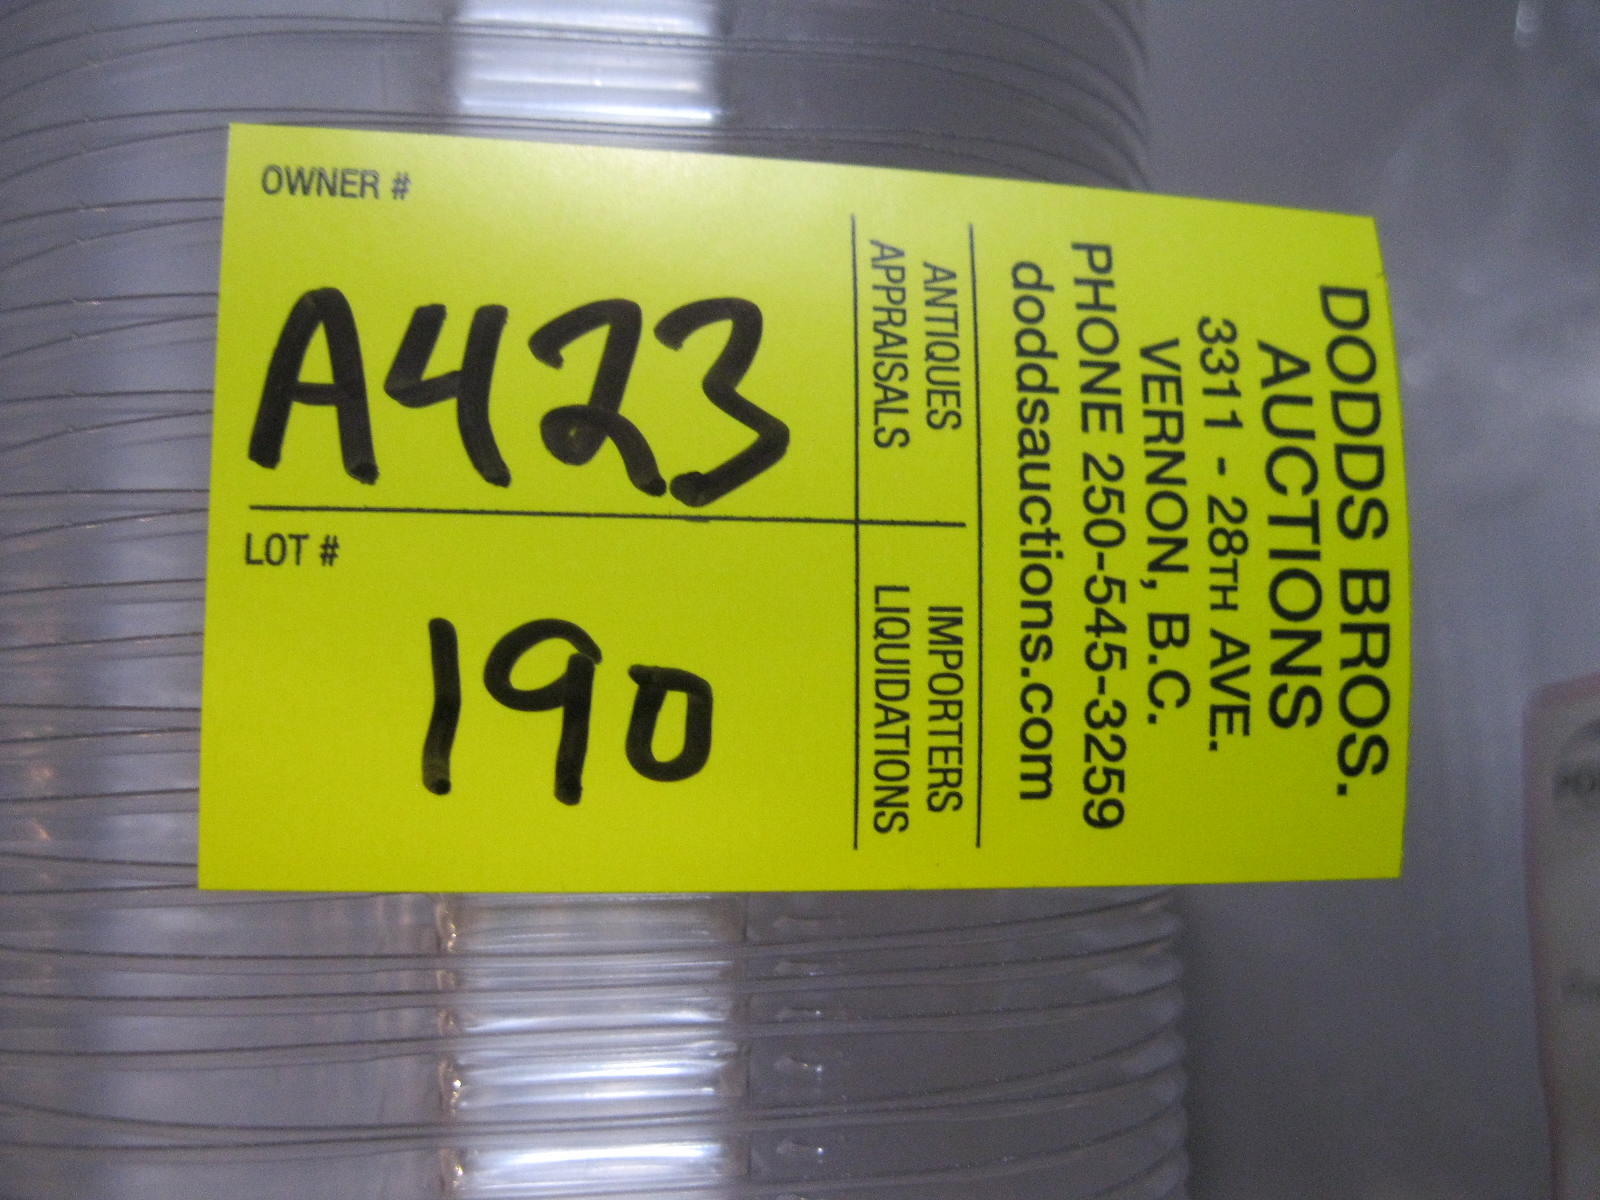 DODDS BROS.
AUCTIONS
3311 - 28TH AVE.
VERNON, B.C.
PHONE 250-545-3259
doddsauctions.com
ANTIQUES
APPRAISALS
IMPORTERS
LIQUIDATIONS
OWNER #
A423
LOT #
190